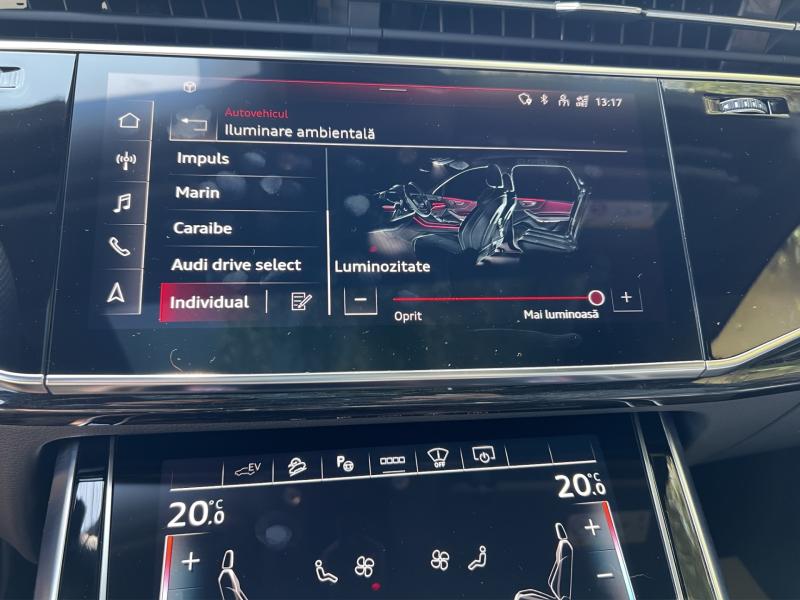 13:17
Autovehicul
Iluminare ambientală
Impuls
Marin
Caraibe
Audi drive select
Individual
Luminozitate
− +
Oprit
Mai luminoasă
EV
P
OFF
20.0 °C
20.0 °C
+ +
−